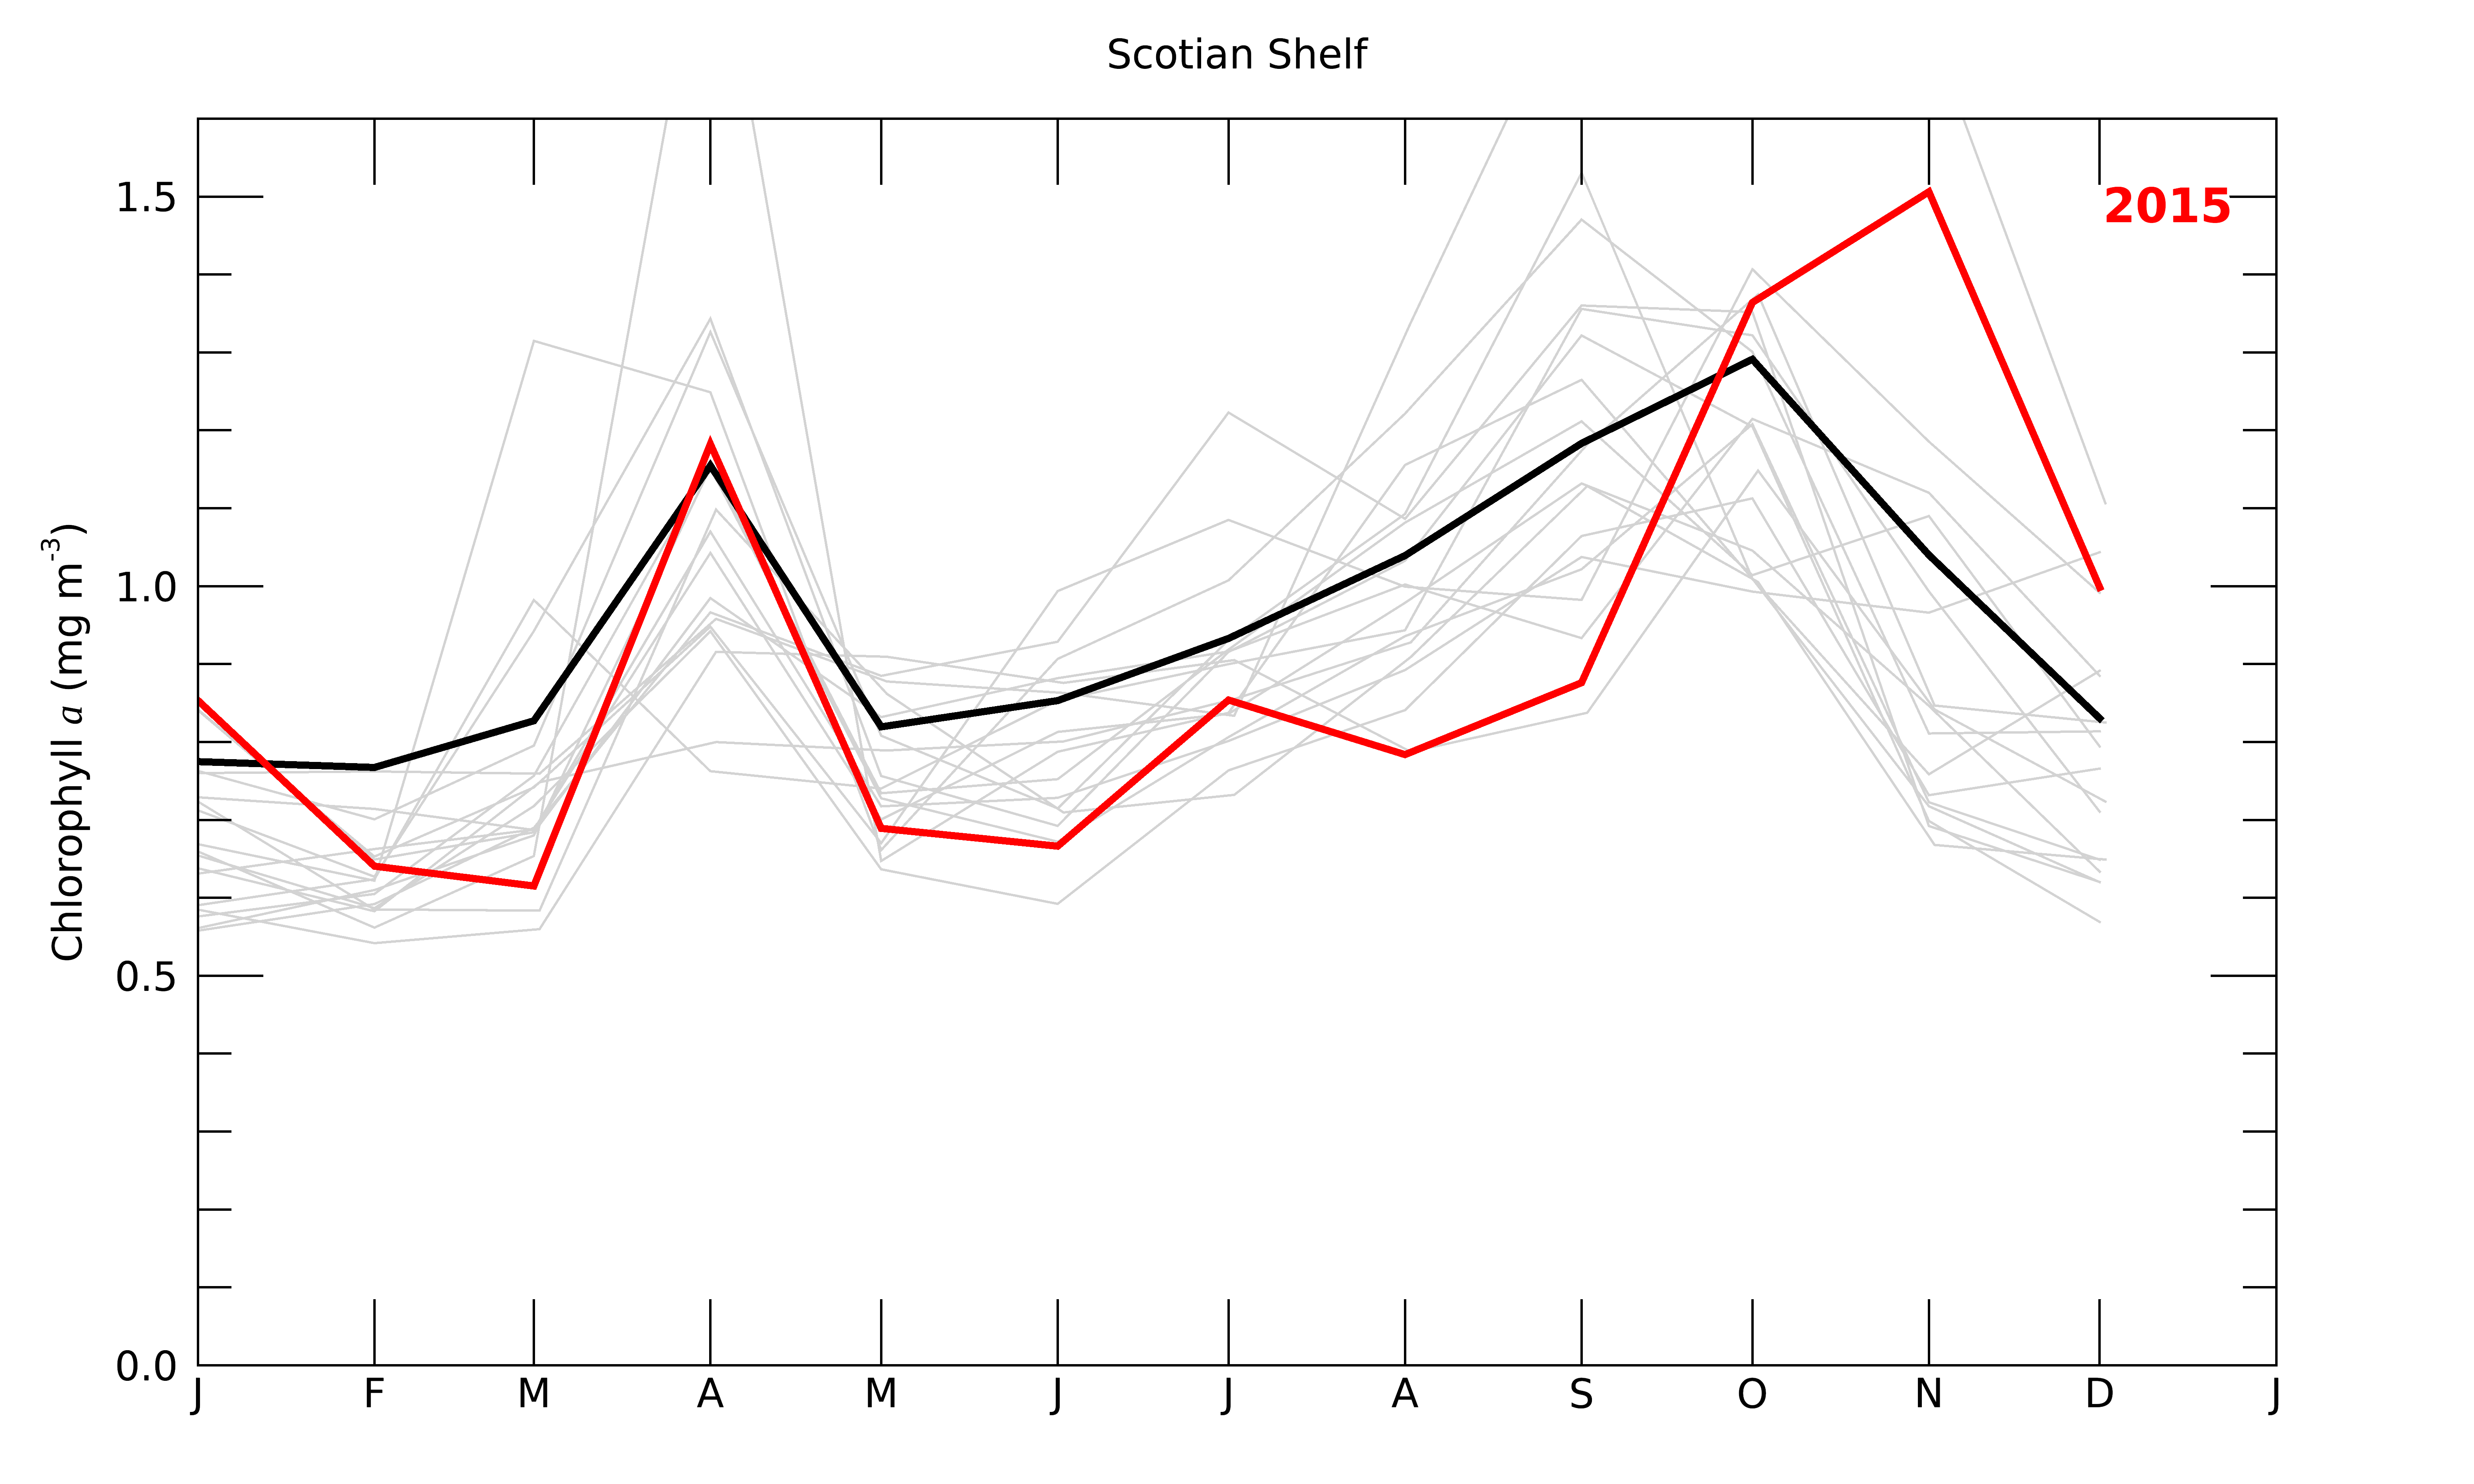 Scotian Shelf
Chlorophyll a (mg m⁻³)
1.5
1.0
0.5
0.0
2015
J F M A M J J A S O N D J